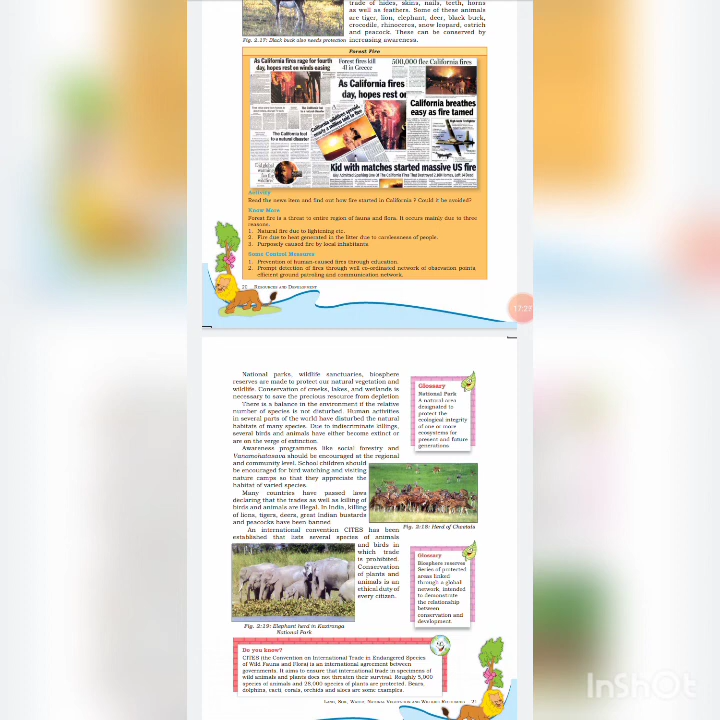 trade of hides, skins, nails, teeth, horns
as well as feathers. Some of these animals
are tiger, lion, elephant, deer, black buck,
crocodile, rhinoceros, snow leopard, ostrich
and peacock. These can be conserved by
Fig. 2.17: Black buck also needs protection
increasing awareness.
Forest Fire
As California fires rage for fourth
day, hopes rest on winds easing
Forest fires kill
41 in Greece
500,000 flee California fires
As California fires
day, hopes rest on
California breathes
easy as fire tamed
The California fuel
to a natural disaster
Kid with matches started massive US fire
Activity
Read the news item and find out how fire started in California ? Could it be avoided?
Know More
Forest fire is a threat to entire region of fauna and flora. It occurs mainly due to three
reasons.
1. Natural fire due to lightening etc.
2. Fire due to heat generated in the litter due to carelessness of people.
3. Purposely caused fire by local inhabitants.
Some Control Measures
1. Prevention of human-caused fires through education.
2. Prompt detection of fires through well co-ordinated network of observation points,
efficient ground patroling and communication network.
20 RESOURCES AND DEVELOPMENT
17:27
National parks, wildlife sanctuaries, biosphere
reserves are made to protect our natural vegetation and
wildlife. Conservation of creeks, lakes, and wetlands is
necessary to save the precious resource from depletion
There is a balance in the environment if the relative
number of species is not disturbed. Human activities
in several parts of the world have disturbed the natural
habitats of many species. Due to indiscriminate killings,
several birds and animals have either become extinct or
are on the verge of extinction.
Awareness programmes like social forestry and
Vanamohatasava should be encouraged at the regional
and community level. School children should
be encouraged for bird watching and visiting
nature camps so that they appreciate the
habitat of varied species.
Many countries have passed laws
declaring that the trades as well as killing of
birds and animals are illegal. In India, killing
of lions, tigers, deers, great Indian bustards
and peacocks have been banned
An international convention CITES has been
established that lists several species of animals
and birds in
which trade
is prohibited.
Conservation
of plants and
animals is an
ethical duty of
every citizen.
Glossary
National Park
A natural area
designated to
protect the
ecological integrity
of one or more
ecosystems for
present and future
generations
Fig. 2:18: Herd of Cheetals
Glossary
Biosphere reserves
Series of protected
areas linked
through a global
network, intended
to demonstrate
the relationship
between
conservation and
development.
Fig. 2:19: Elephant herd in Kaziranga
National Park
Do you know?
CITES (the Convention on International Trade in Endangered Species
of Wild Fauna and Flora) is an international agreement between
governments. It aims to ensure that international trade in specimens of
wild animals and plants does not threaten their survival. Roughly 5,000
species of animals and 28,000 species of plants are protected. Bears,
dolphins, cacti, corals, orchids and aloes are some examples.
LAND, SOIL, WATER, NATURAL VEGETATION AND WILDLIFE RESOURCES 21
InShOt